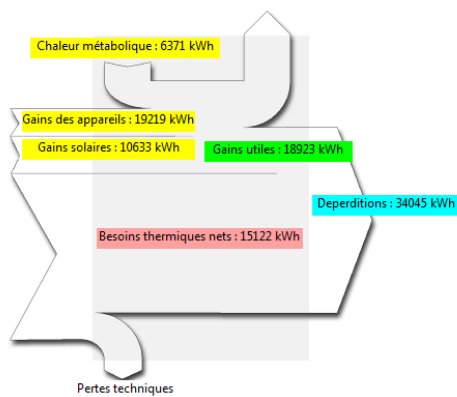 Chaleur métabolique : 6371 kWh
Gains des appareils : 19219 kWh
Gains solaires : 10633 kWh
Gains utiles : 18923 kWh
Deperditions : 34045 kWh
Besoins thermiques nets : 15122 kWh
Pertes techniques